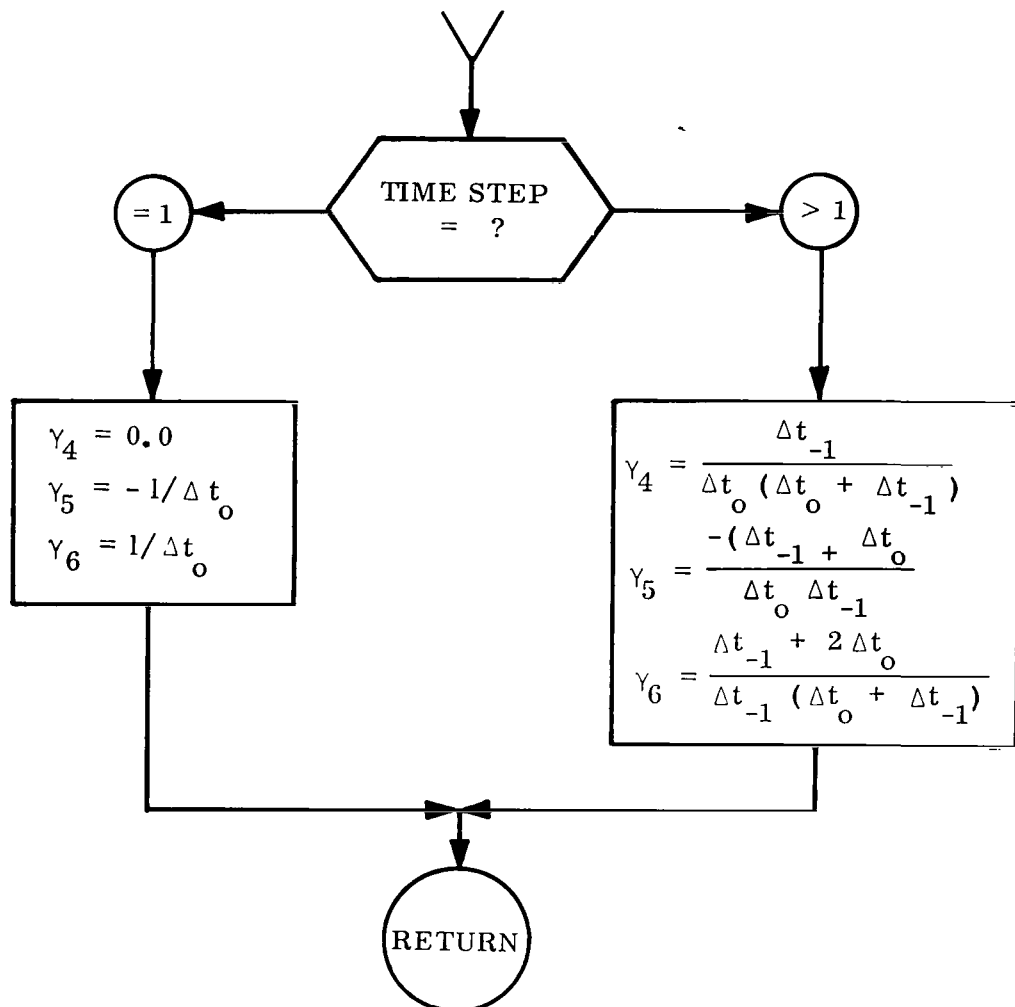 TIME STEP
= ?
= 1
> 1
γ₄ = 0.0
γ₅ = - 1/Δt₀
γ₆ = 1/Δt₀
γ₄ = Δt₋₁ / Δt₀ (Δt₀ + Δt₋₁)
γ₅ = -(Δt₋₁ + Δt₀ / Δt₀ Δt₋₁
γ₆ = Δt₋₁ + 2 Δt₀ / Δt₋₁ (Δt₀ + Δt₋₁)
RETURN